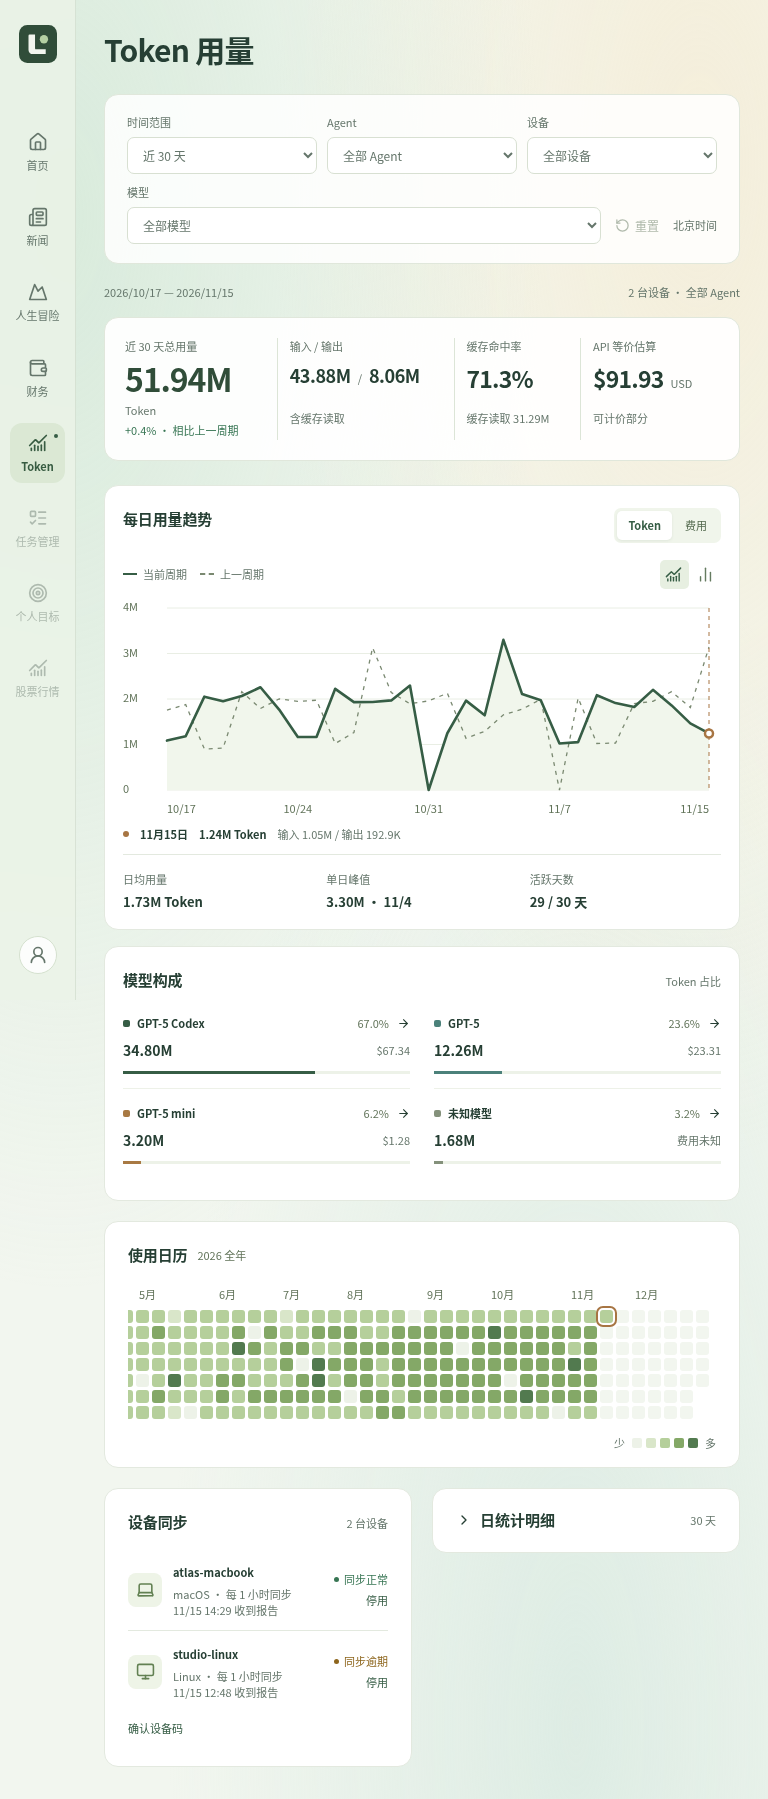 Token 用量
首页
新闻
人生冒险
财务
Token
任务管理
个人目标
股票行情
时间范围
Agent
设备
近 30 天
全部 Agent
全部设备
模型
全部模型
重置
北京时间
2026/10/17 — 2026/11/15
2 台设备 · 全部 Agent
近 30 天总用量
51.94M
Token
+0.4% · 相比上一周期
输入 / 输出
43.88M / 8.06M
含缓存读取
缓存命中率
71.3%
缓存读取 31.29M
API 等价估算
$91.93 USD
可计价部分
每日用量趋势
Token
费用
当前周期
上一周期
4M
3M
2M
1M
0
10/17
10/24
10/31
11/7
11/15
11月15日 1.24M Token 输入 1.05M / 输出 192.9K
日均用量
1.73M Token
单日峰值
3.30M · 11/4
活跃天数
29 / 30 天
模型构成
Token 占比
GPT-5 Codex
67.0%
34.80M
$67.34
GPT-5
23.6%
12.26M
$23.31
GPT-5 mini
6.2%
3.20M
$1.28
未知模型
3.2%
1.68M
费用未知
使用日历 2026 全年
5月
6月
7月
8月
9月
10月
11月
12月
少
多
设备同步
2 台设备
atlas-macbook
macOS · 每 1 小时同步
11/15 14:29 收到报告
同步正常
停用
studio-linux
Linux · 每 1 小时同步
11/15 12:48 收到报告
同步逾期
停用
确认设备码
日统计明细
30 天